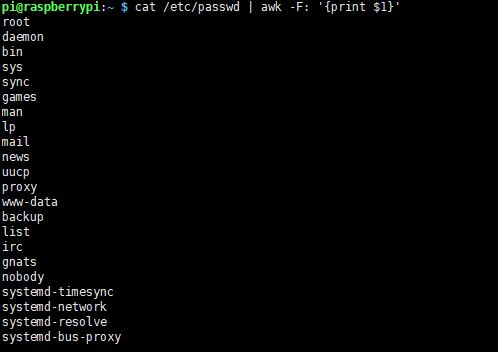 pi@raspberrypi:~ $ cat /etc/passwd | awk -F: '{print $1}'
root
daemon
bin
sys
sync
games
man
lp
mail
news
uucp
proxy
www-data
backup
list
irc
gnats
nobody
systemd-timesync
systemd-network
systemd-resolve
systemd-bus-proxy